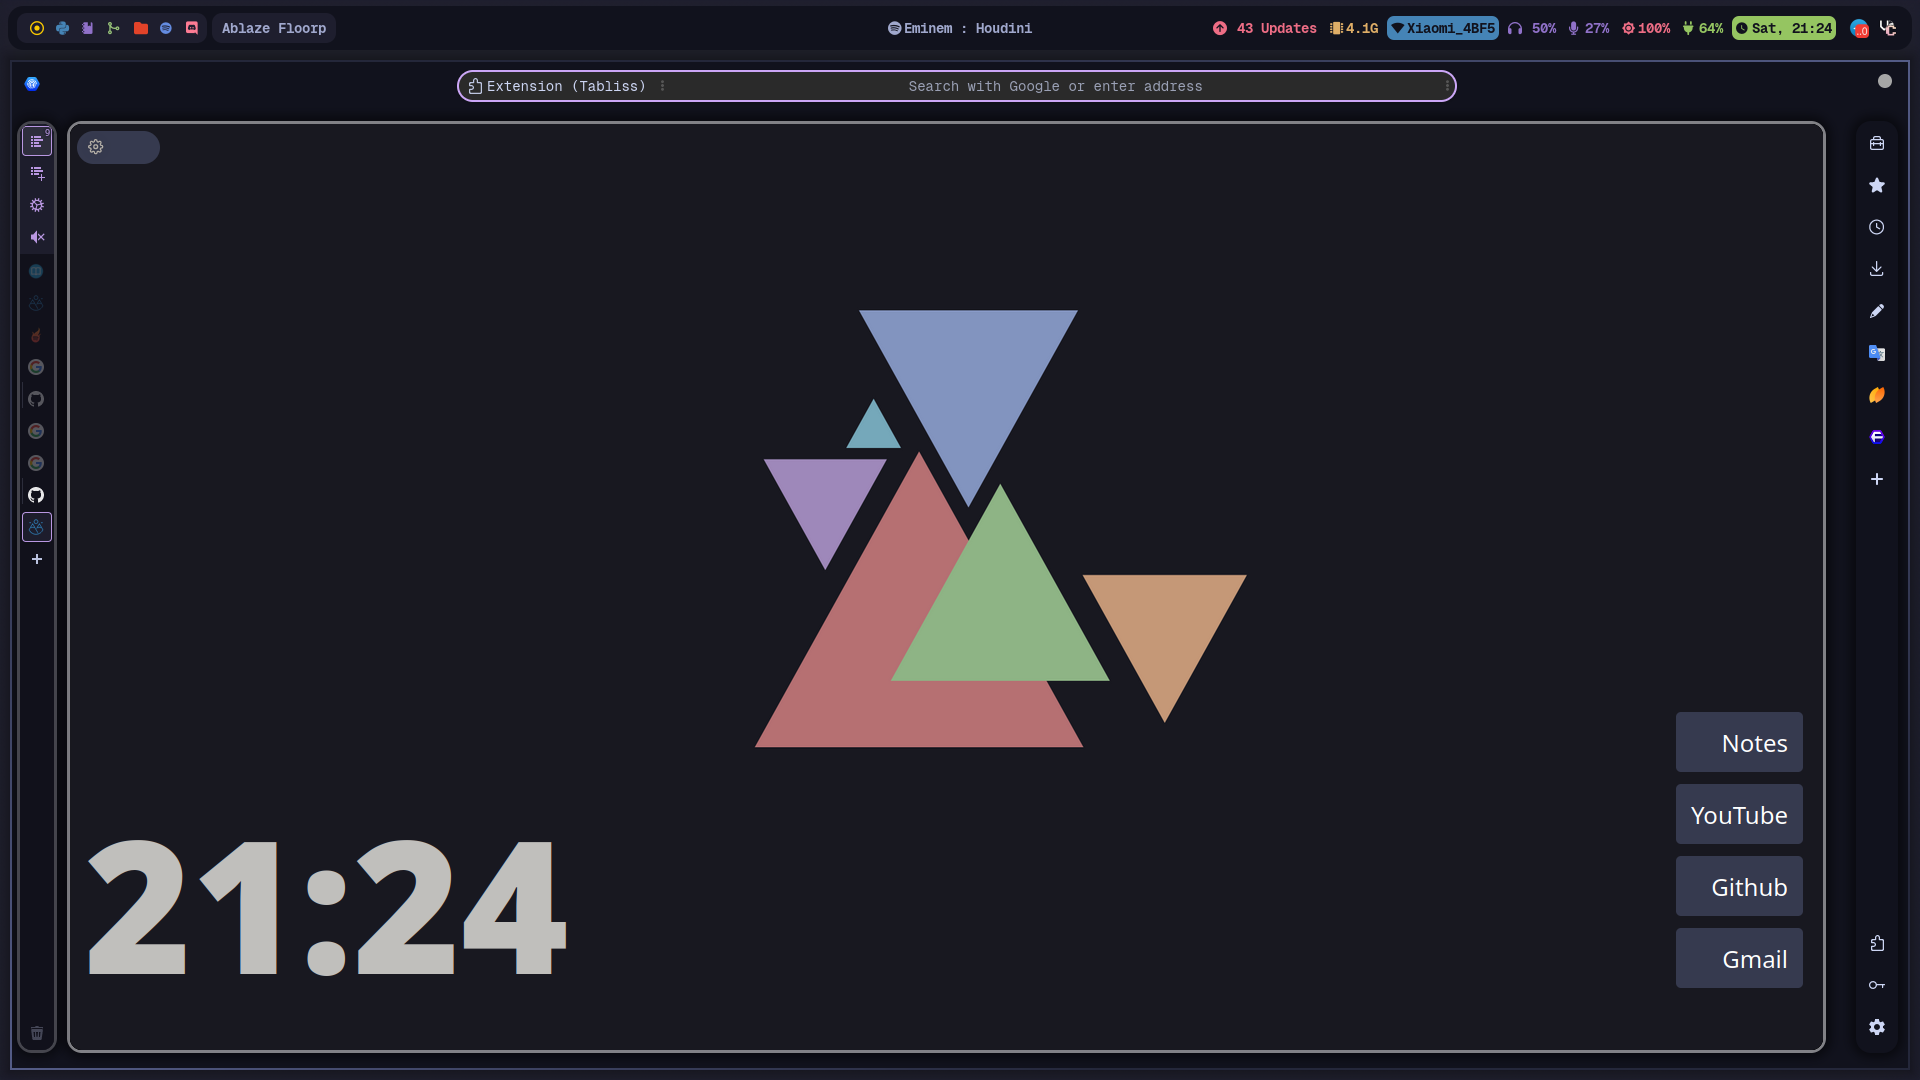 Ablaze Floorp
Eminem : Houdini
43 Updates
4.1G
Xiaomi_4BF5
50%
27%
100%
64%
Sat, 21:24
Extension (Tabliss)
Search with Google or enter address
9
21:24
Notes
YouTube
Github
Gmail